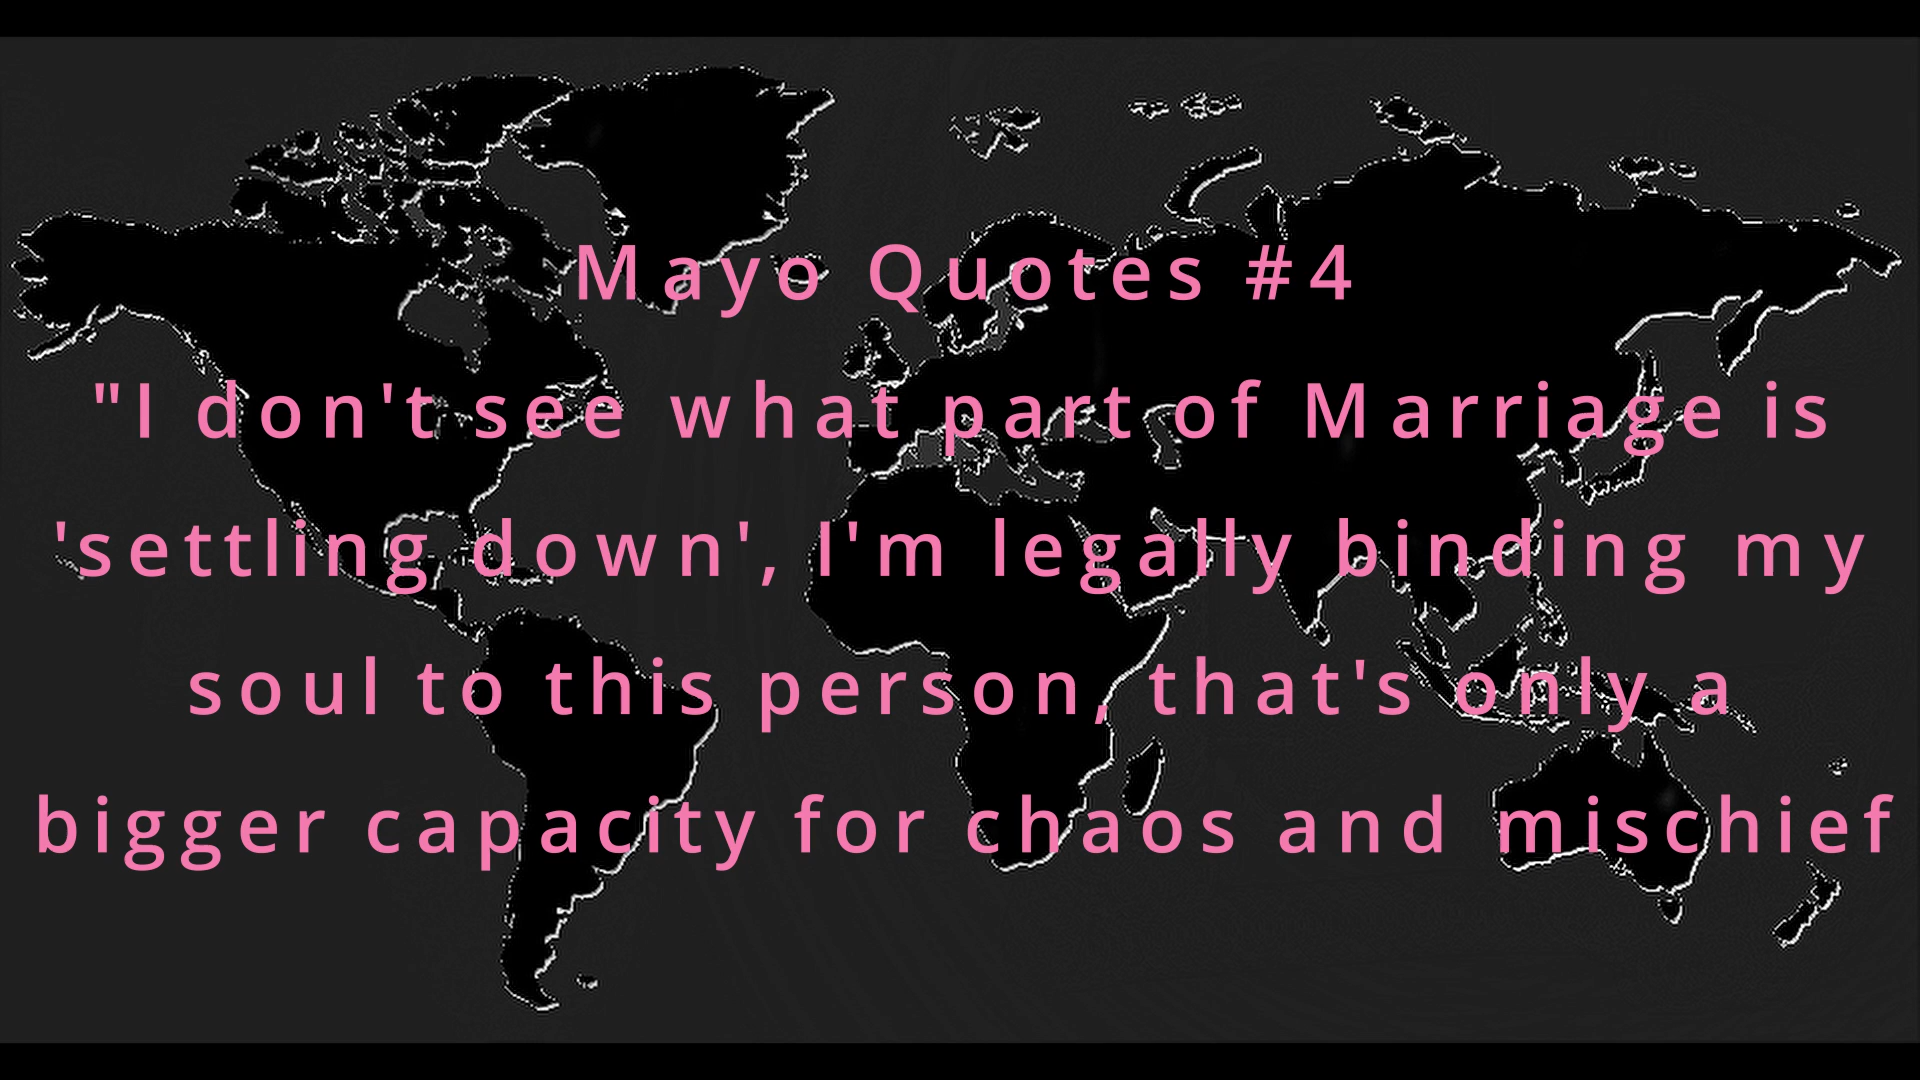 Mayo Quotes #4
"I don't see what part of Marriage is
'settling down', I'm legally binding my
soul to this person, that's only a
bigger capacity for chaos and mischief